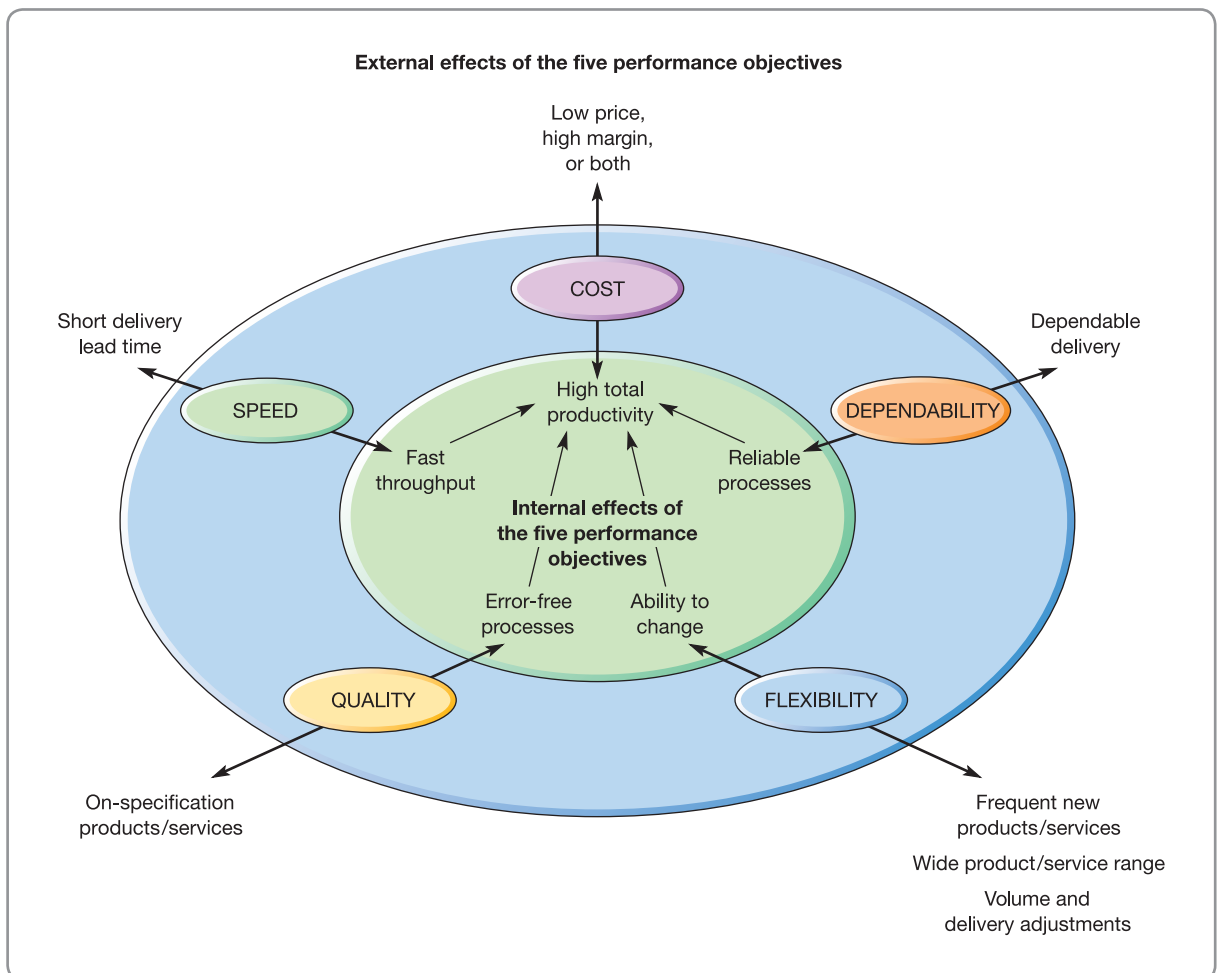 External effects of the five performance objectives
Low price,
high margin,
or both
COST
Short delivery
lead time
Dependable
delivery
SPEED
DEPENDABILITY
High total
productivity
Fast
throughput
Reliable
processes
Internal effects of
the five performance
objectives
Error-free
processes
Ability to
change
QUALITY
FLEXIBILITY
On-specification
products/services
Frequent new
products/services
Wide product/service range
Volume and
delivery adjustments